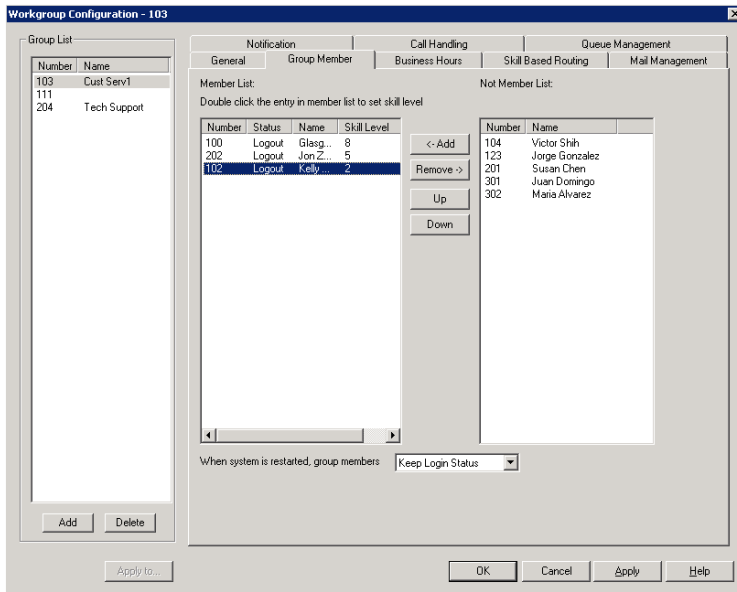 Workgroup Configuration - 103
Group List
Number Name
103 Cust Serv1
111
204 Tech Support
Add Delete
Apply to...
Notification Call Handling Queue Management
General Group Member Business Hours Skill Based Routing Mail Management
Member List:
Double click the entry in member list to set skill level
Number Status Name Skill Level
100 Logout Glasg... 8
202 Logout Jon Z... 5
102 Logout Kelly ... 2
<- Add
Remove ->
Up
Down
Not Member List:
Number Name
104 Victor Shih
123 Jorge Gonzalez
201 Susan Chen
301 Juan Domingo
302 Maria Alvarez
When system is restarted, group members Keep Login Status
OK Cancel Apply Help